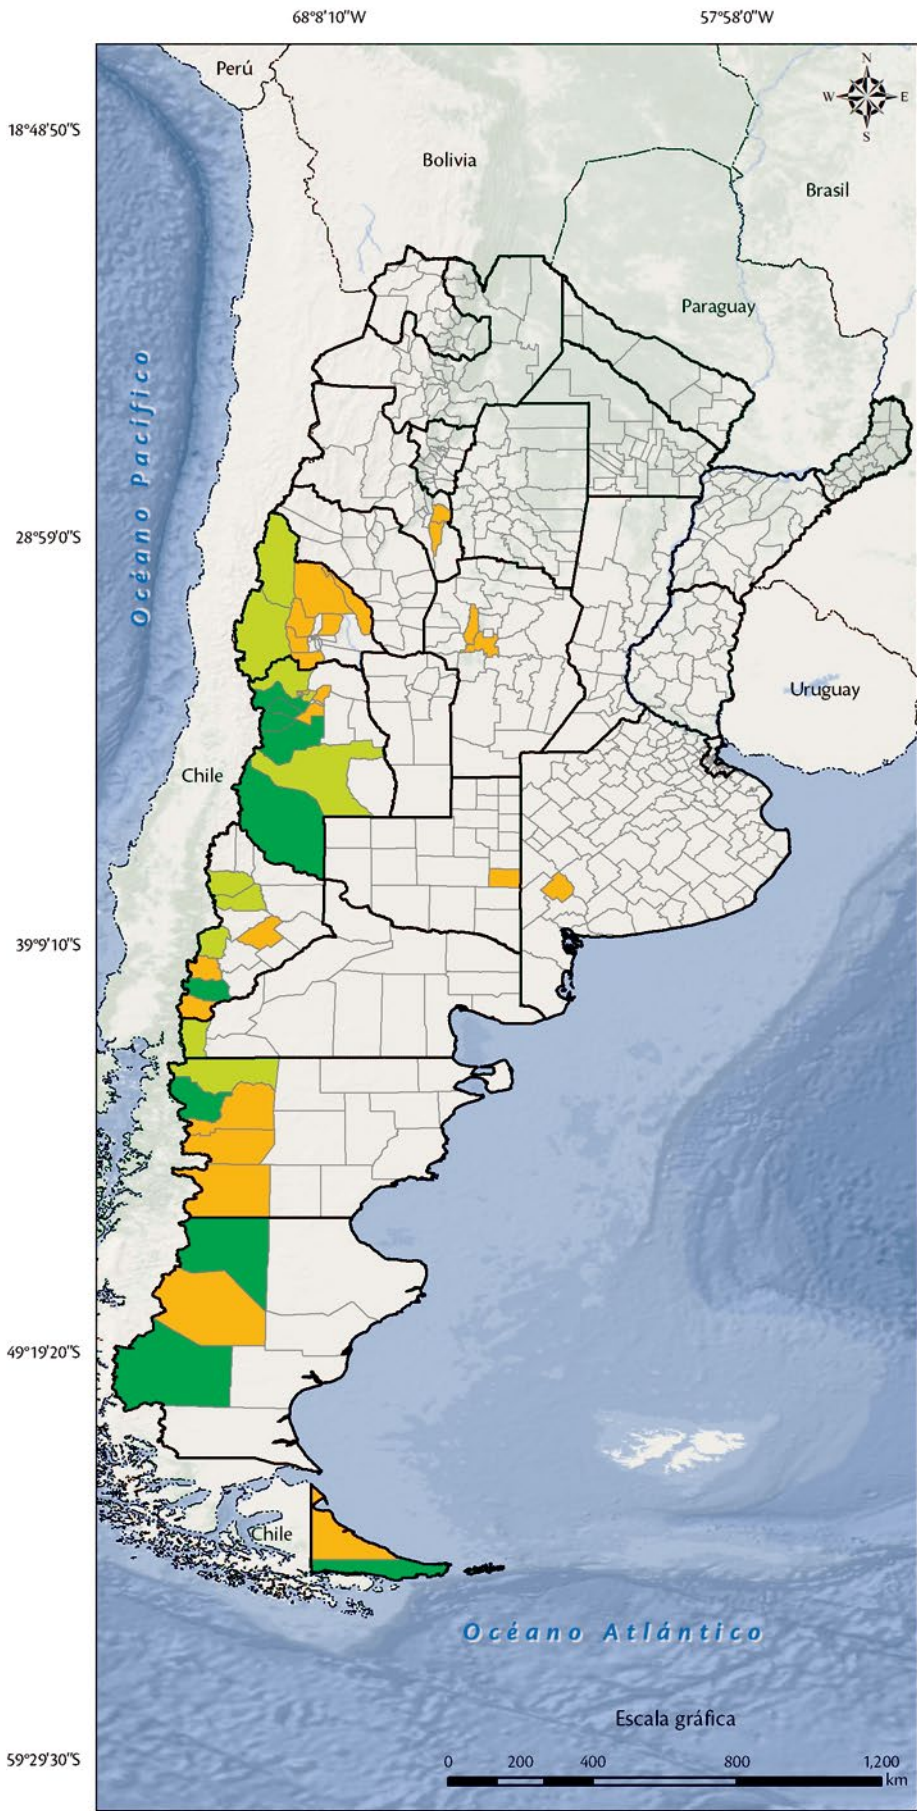 68°8'10"W 57°58'0"W
Perú
N
W E
S
18°48'50"S
Bolivia
Brasil
Paraguay
Océano Pacífico
28°59'0"S
Uruguay
Chile
39°9'10"S
49°19'20"S
Chile
Océano Atlántico
Escala gráfica
59°29'30"S
0 200 400 800 1,200
km